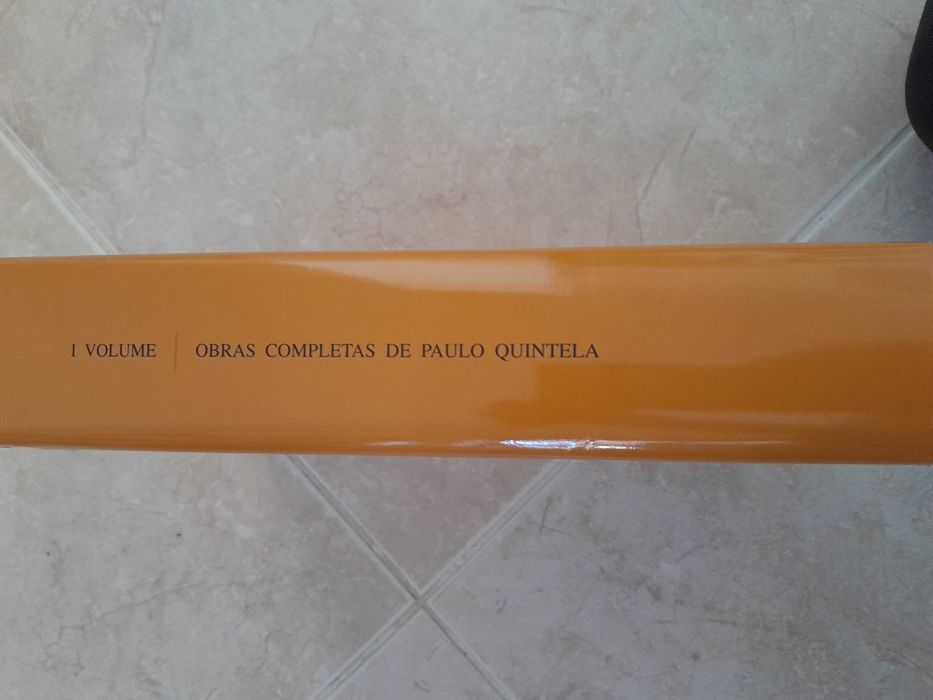 I VOLUME | OBRAS COMPLETAS DE PAULO QUINTELA